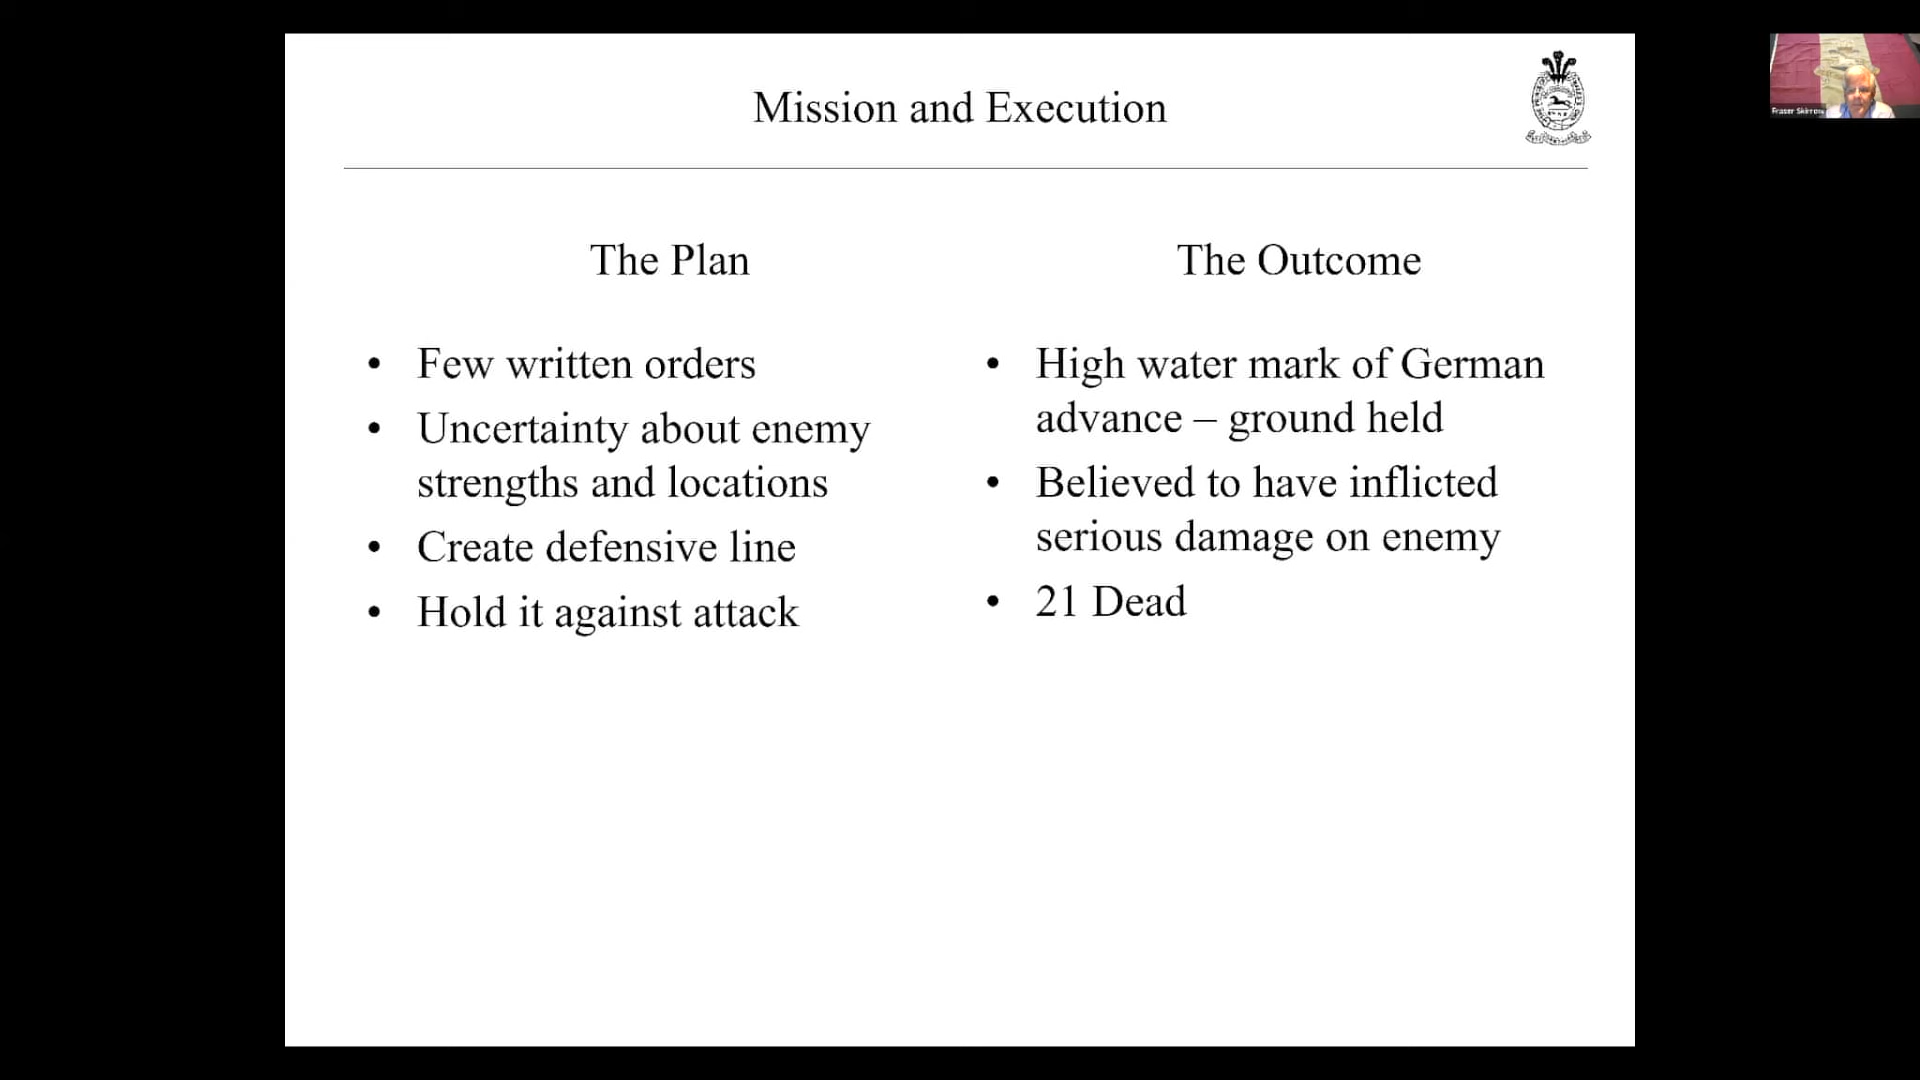 Mission and Execution
The Plan
• Few written orders
• Uncertainty about enemy
strengths and locations
• Create defensive line
• Hold it against attack
The Outcome
• High water mark of German
advance – ground held
• Believed to have inflicted
serious damage on enemy
• 21 Dead
Fraser